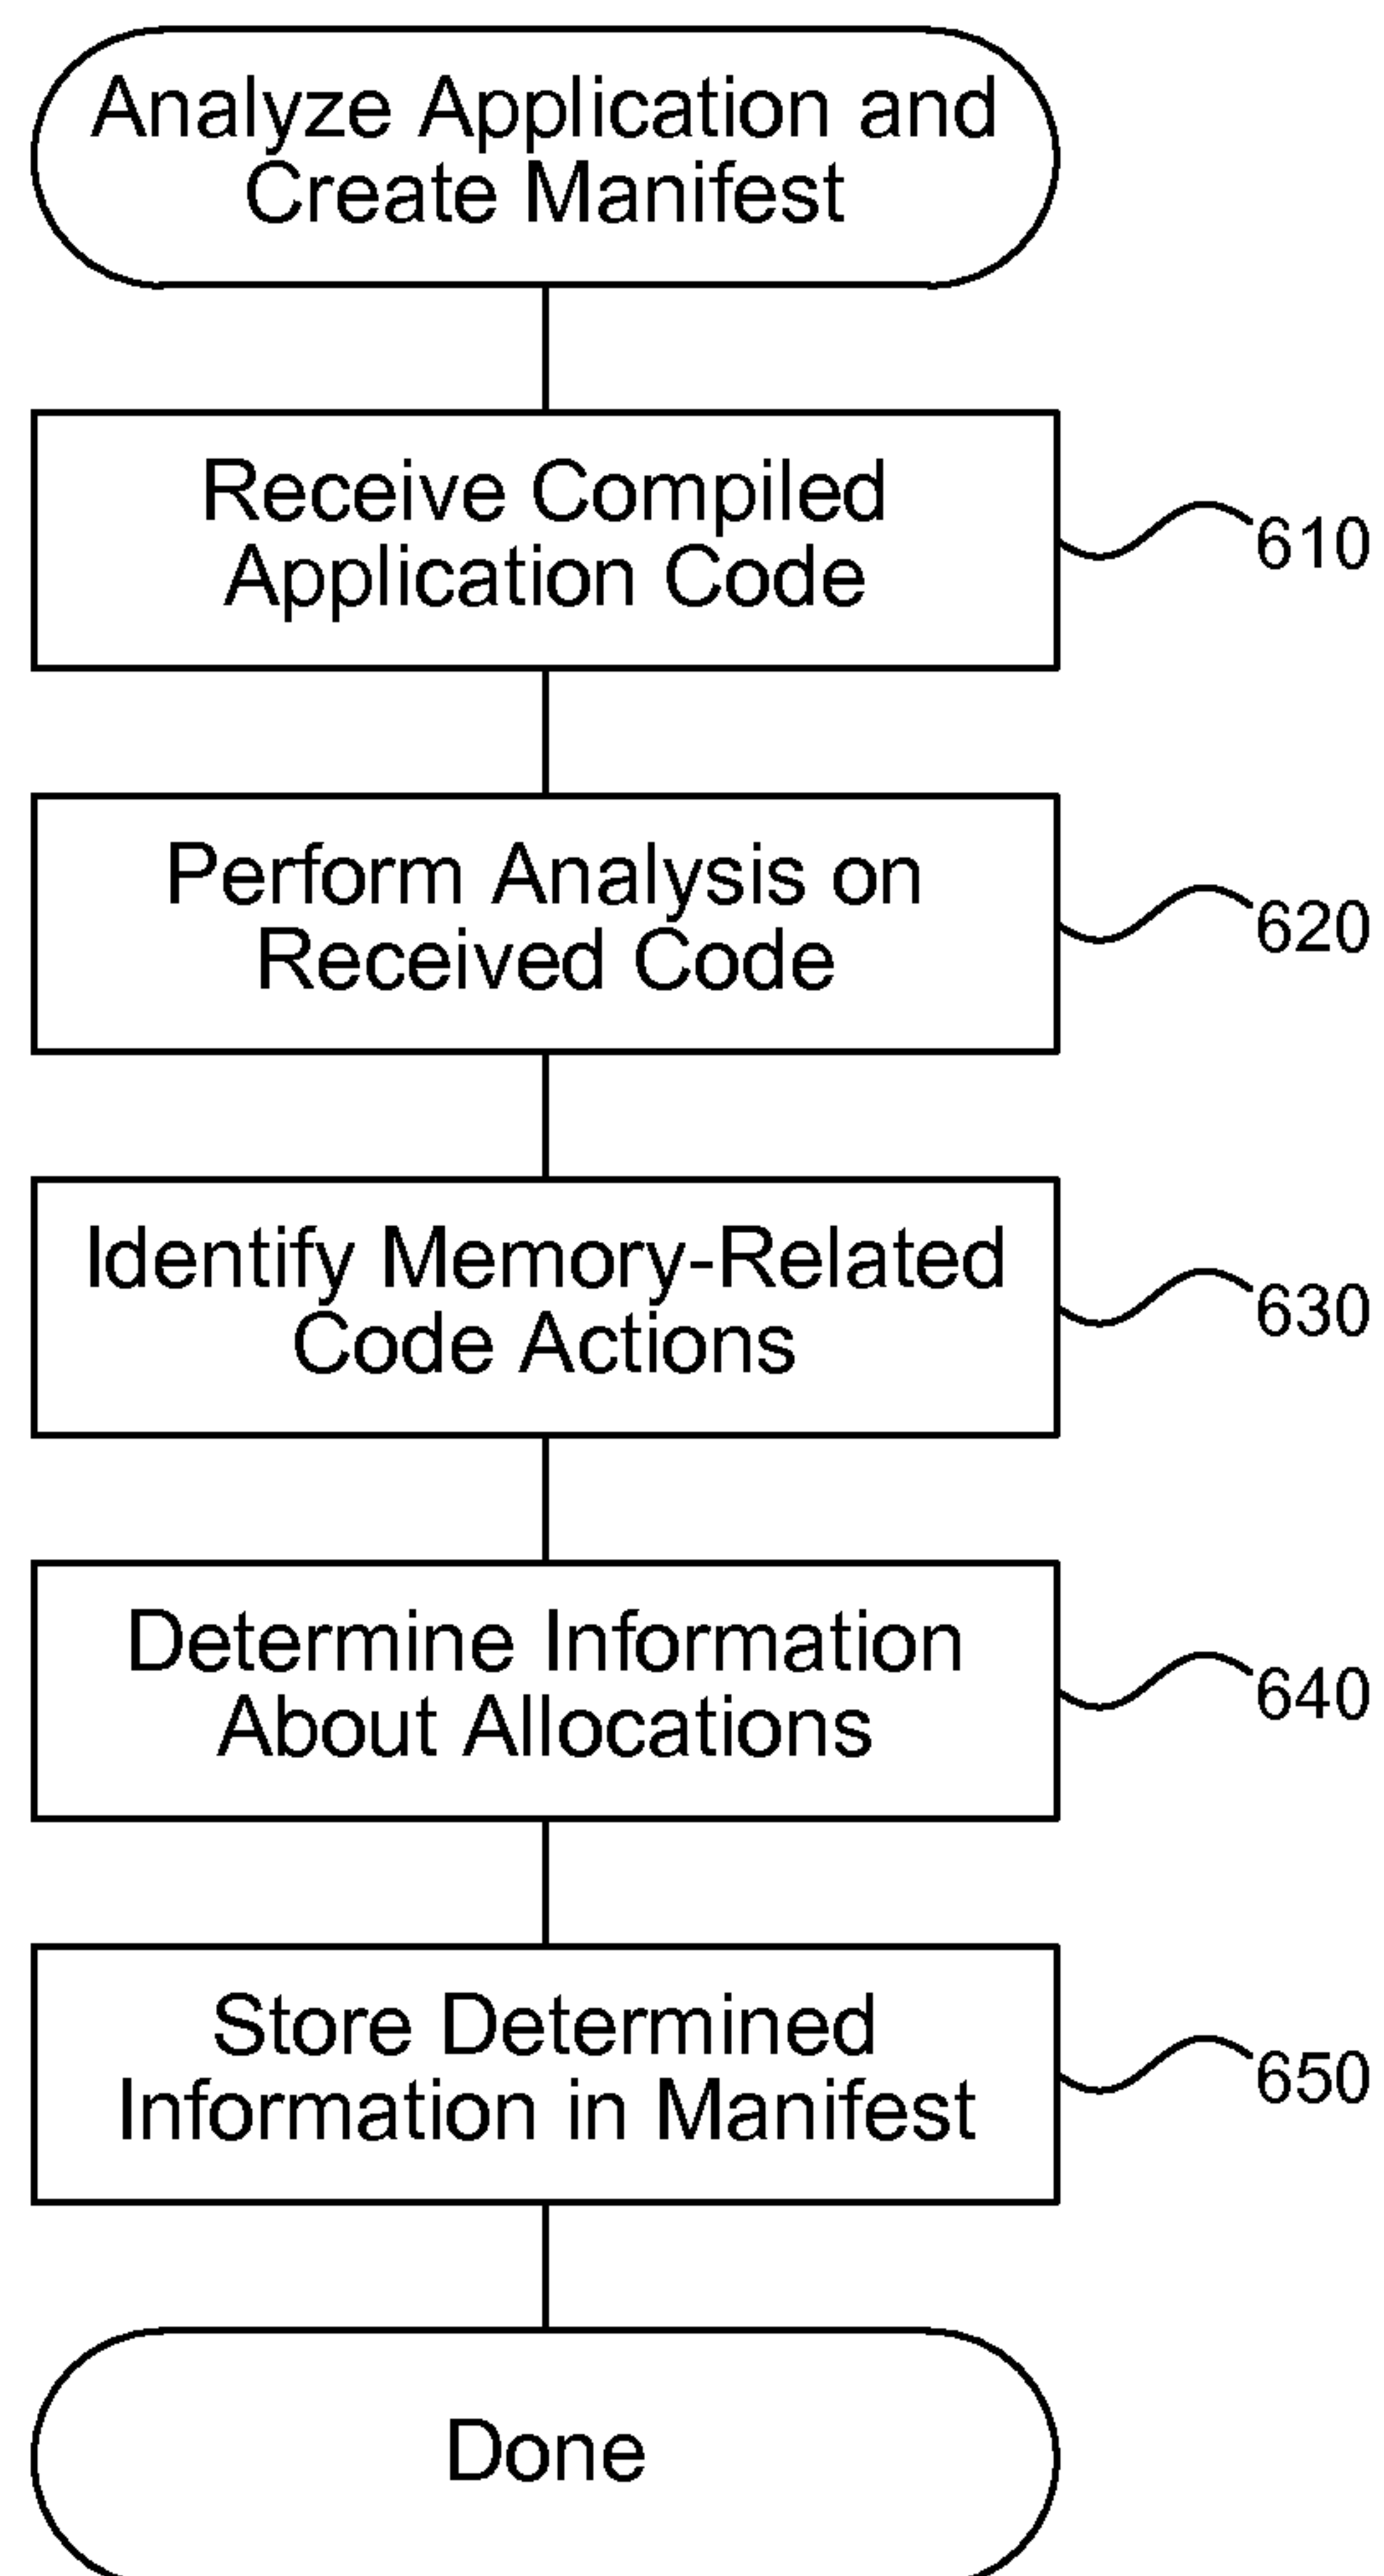 Analyze Application and
Create Manifest
Receive Compiled
Application Code
610
Perform Analysis on
Received Code
620
Identify Memory-Related
Code Actions
630
Determine Information
About Allocations
640
Store Determined
Information in Manifest
650
Done